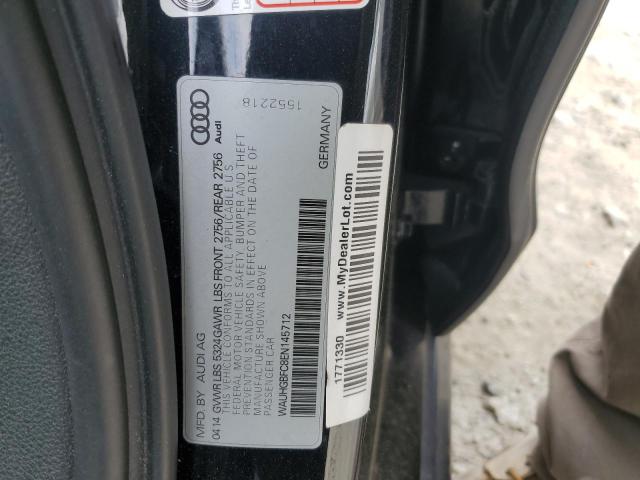 MFD. BY AUDI AG
04 14 GVWR LBS 5324 GAWR LBS FRONT 2756/REAR 2756
THIS VEHICLE CONFORMS TO ALL APPLICABLE U S
FEDERAL MOTOR VEHICLE SAFETY, BUMPER AND THEFT
PREVENTION STANDARDS IN EFFECT ON THE DATE OF
MANUFACTURE SHOWN ABOVE
PASSENGER CAR
WAUHGBFC8EN145712
GERMANY
Audi
1552218
1771330 www.MyDealerLot.com